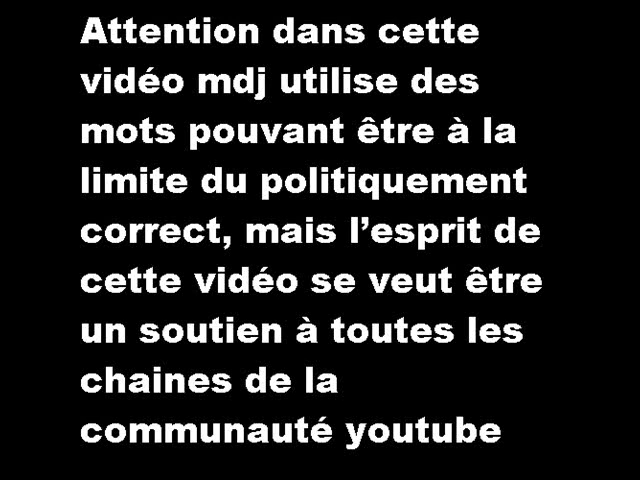 Attention dans cette
vidéo mdj utilise des
mots pouvant être à la
limite du politiquement
correct, mais l’esprit de
cette vidéo se veut être
un soutien à toutes les
chaines de la
communauté youtube